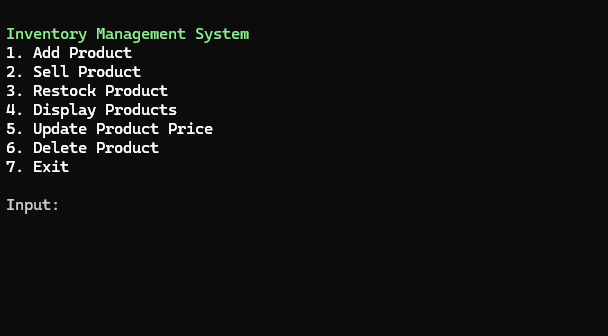 Inventory Management System
1. Add Product
2. Sell Product
3. Restock Product
4. Display Products
5. Update Product Price
6. Delete Product
7. Exit
Input: